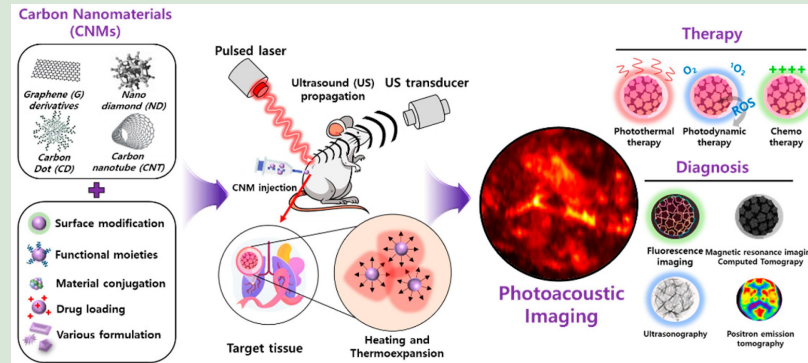 Carbon Nanomaterials
(CNMs)
Graphene (G)
derivatives
Nano
diamond (ND)
Carbon
Dot (CD)
Carbon
nanotube (CNT)
Surface modification
Functional moieties
Material conjugation
Drug loading
Various formulation
Pulsed laser
Ultrasound (US)
propagation
US transducer
CNM injection
Target tissue
Heating and
Thermoexpansion
Photoacoustic
Imaging
Therapy
O₂
¹O₂
ROS
++++
Photothermal
therapy
Photodynamic
therapy
Chemo
therapy
Diagnosis
Fluorescence
imaging
Magnetic resonance imagin
Computed Tomograpy
Ultrasonography
Positron emission
tomography